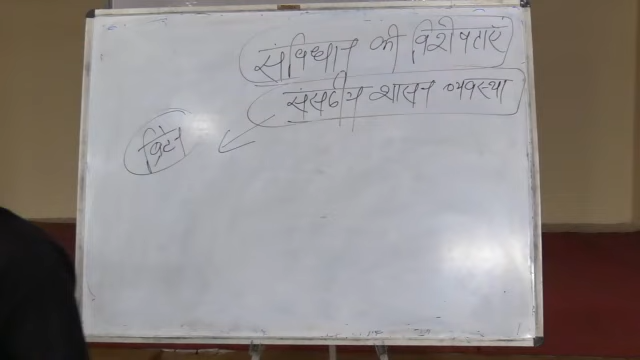 संविधान की विशेषताएं
संसदीय शासन व्यवस्था
ब्रिटेन